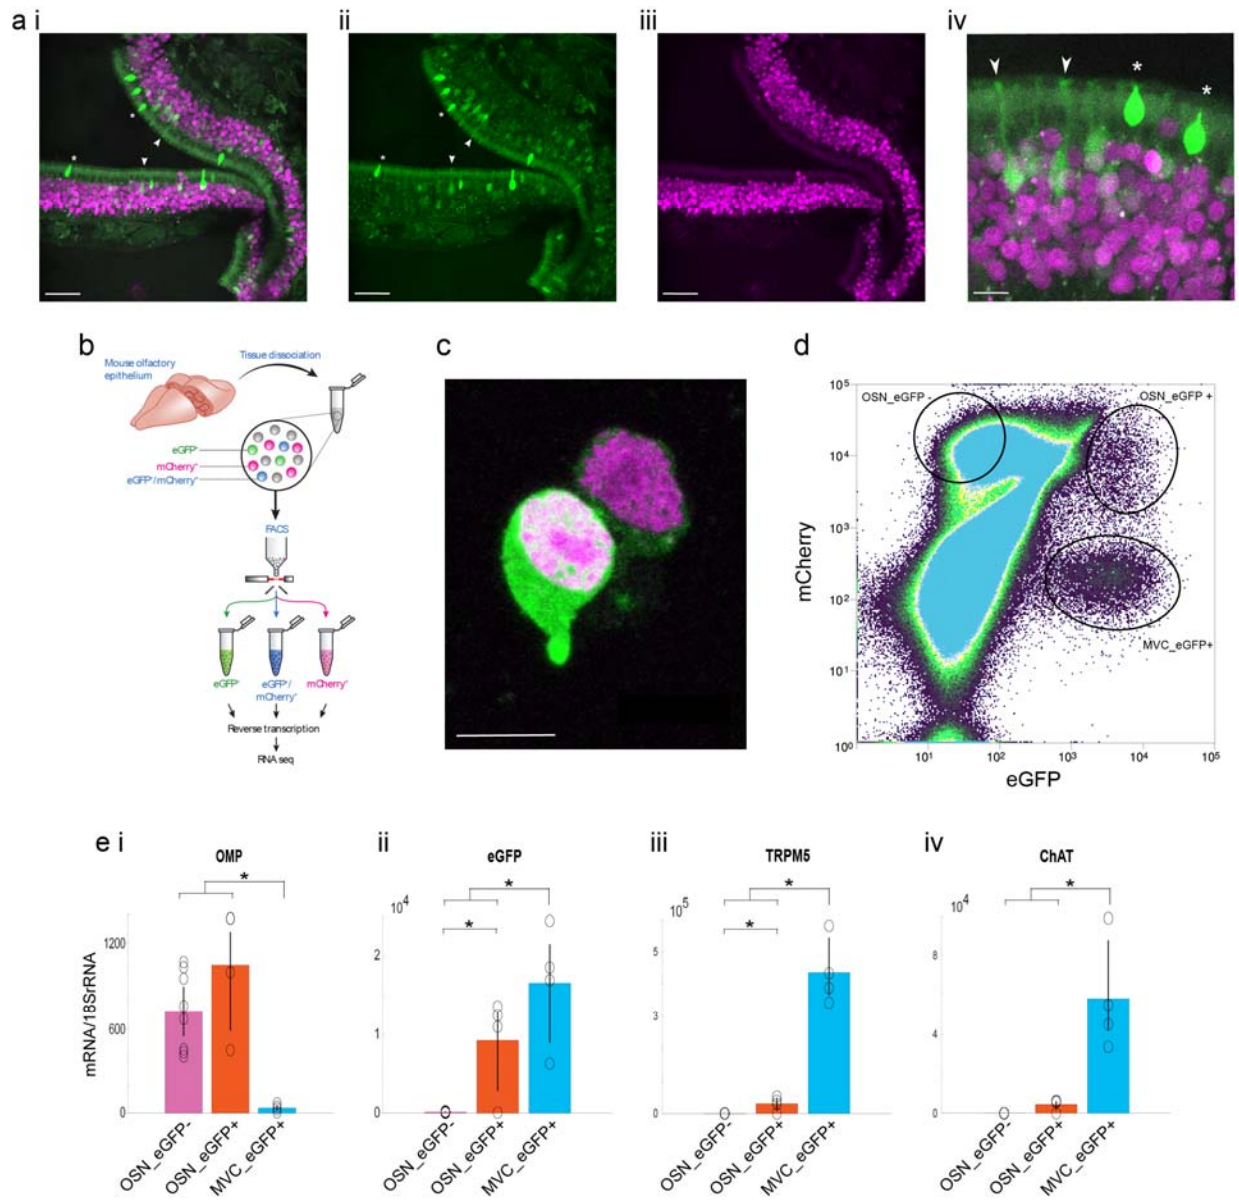 a i
ii
iii
iv
b
Mouse olfactory
epithelium
Tissue dissociation
eGFP⁺
mCherry⁺
eGFP⁺/mCherry⁺
FACS
eGFP⁺
eGFP⁺/
mCherry⁺
mCherry⁺
Reverse transcription
RNA seq
c
d
OSN_eGFP -
OSN_eGFP +
MVC_eGFP+
mCherry
10⁵
10⁴
10³
10²
10¹
10⁰
10¹
10²
10³
10⁴
10⁵
eGFP
e i
OMP
*
mRNA/18SrRNA
1200
600
0
OSN_eGFP-
OSN_eGFP+
MVC_eGFP+
ii
eGFP
*
*
10⁴
2
1
0
OSN_eGFP-
OSN_eGFP+
MVC_eGFP+
iii
TRPM5
*
*
10⁵
5
3
0
OSN_eGFP-
OSN_eGFP+
MVC_eGFP+
iv
ChAT
*
10⁴
8
4
0
OSN_eGFP-
OSN_eGFP+
MVC_eGFP+